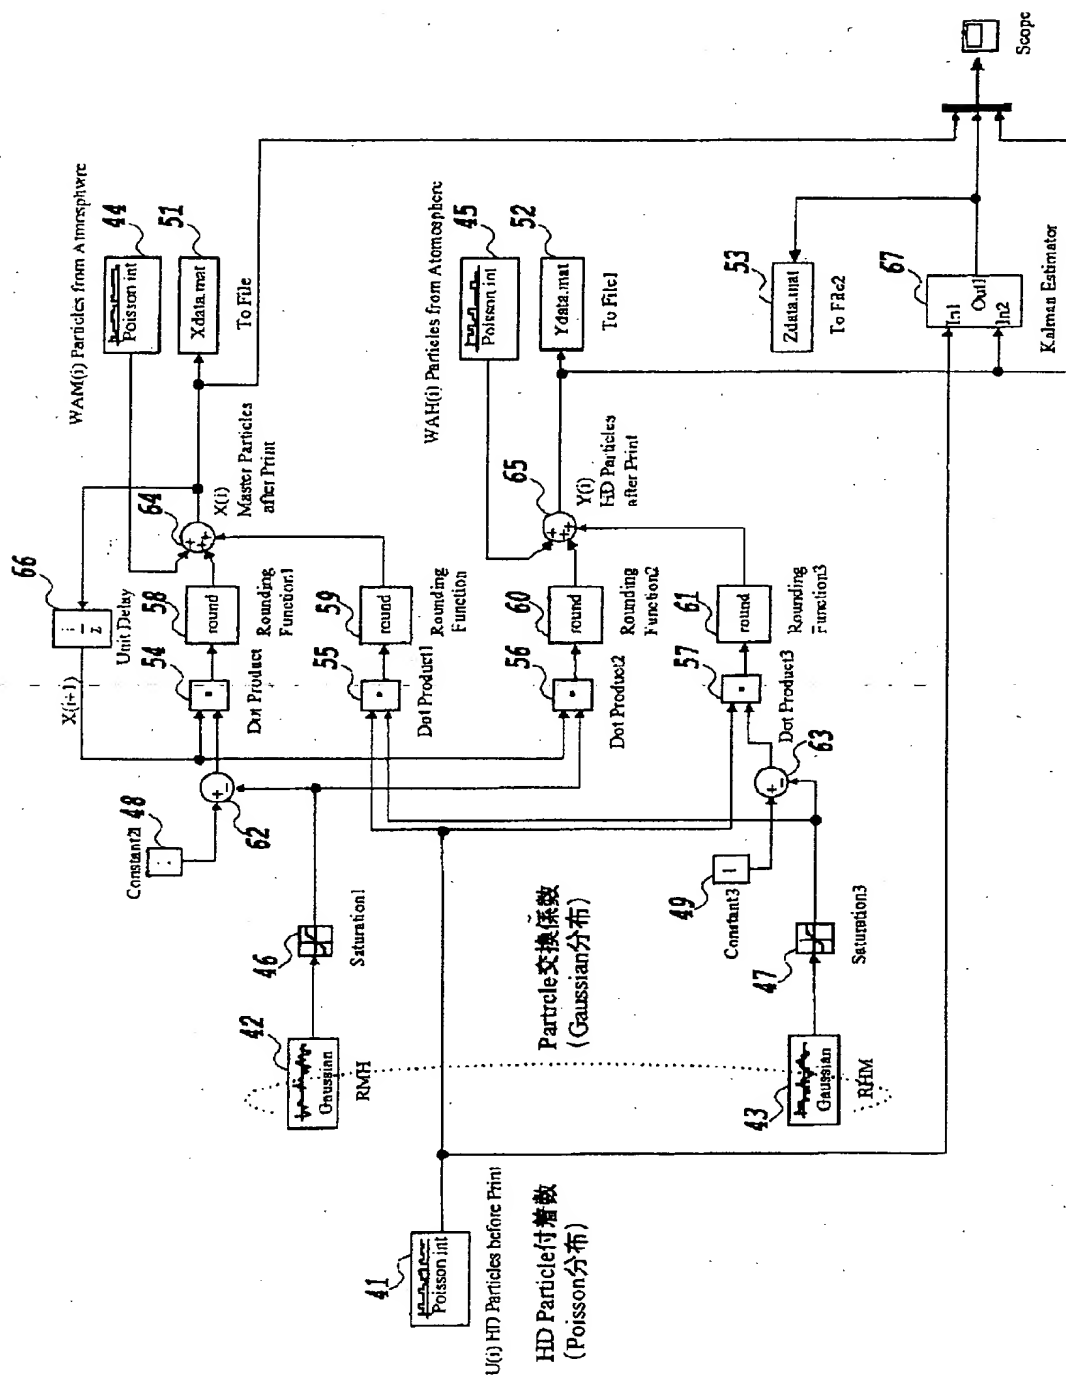 66
1
z
Unit Delay
X(i+1)
WAM(i) Particles from Atmosphwre
44
Poisson int
51
Xdata.mat
To File
48
Constant2
62
54
Dot Product
58
round
Rounding
Function1
64
X(i)
Master Particles
after Print
42
Gaussian
RMH
46
Saturation1
55
Dot Product1
59
round
Rounding
Function
WAH(i) Particles from Atomosphere
45
Poisson int
52
Ydata.mat
To File1
41
Poisson int
U(i) HD Particles before Print
HD Particle付着数
(Poisson分布)
Partrcle交換係数
(Gaussian分布)
56
Dot Product2
60
round
Rounding
Function2
65
Y(i)
HD Particles
after Print
49
1
Constant3
57
Dot Product3
61
round
Rounding
Function3
63
43
Gaussian
RHM
47
Saturation3
53
Zdata.mat
To File2
67
In1
Out1
In2
Kalman Estimator
Scope